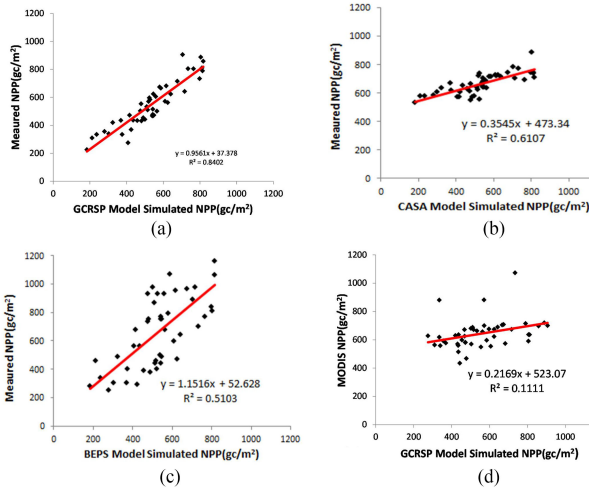 1200
1000
800
600
400
200
0
Meaured NPP(gc/m²)
0 200 400 600 800 1000
y = 0.9561x + 37.378
R² = 0.8402
GCRSP Model Simulated NPP(gc/m²)
(a)
1200
1000
800
600
400
200
0
Meaured NPP(gc/m²)
0 200 400 600 800 1000
y = 0.3545x + 473.34
R² = 0.6107
CASA Model Simulated NPP(gc/m²)
(b)
1200
1000
800
600
400
200
0
Meaured NPP(gc/m²)
0 200 400 600 800 1000 1200
y = 1.1516x + 52.628
R² = 0.5103
BEPS Model Simulated NPP(gc/m²)
(c)
1200
1000
800
600
400
200
0
MODIS NPP(gc/m²)
0 200 400 600 800 1000
y = 0.2169x + 523.07
R² = 0.1111
GCRSP Model Simulated NPP(gc/m²)
(d)